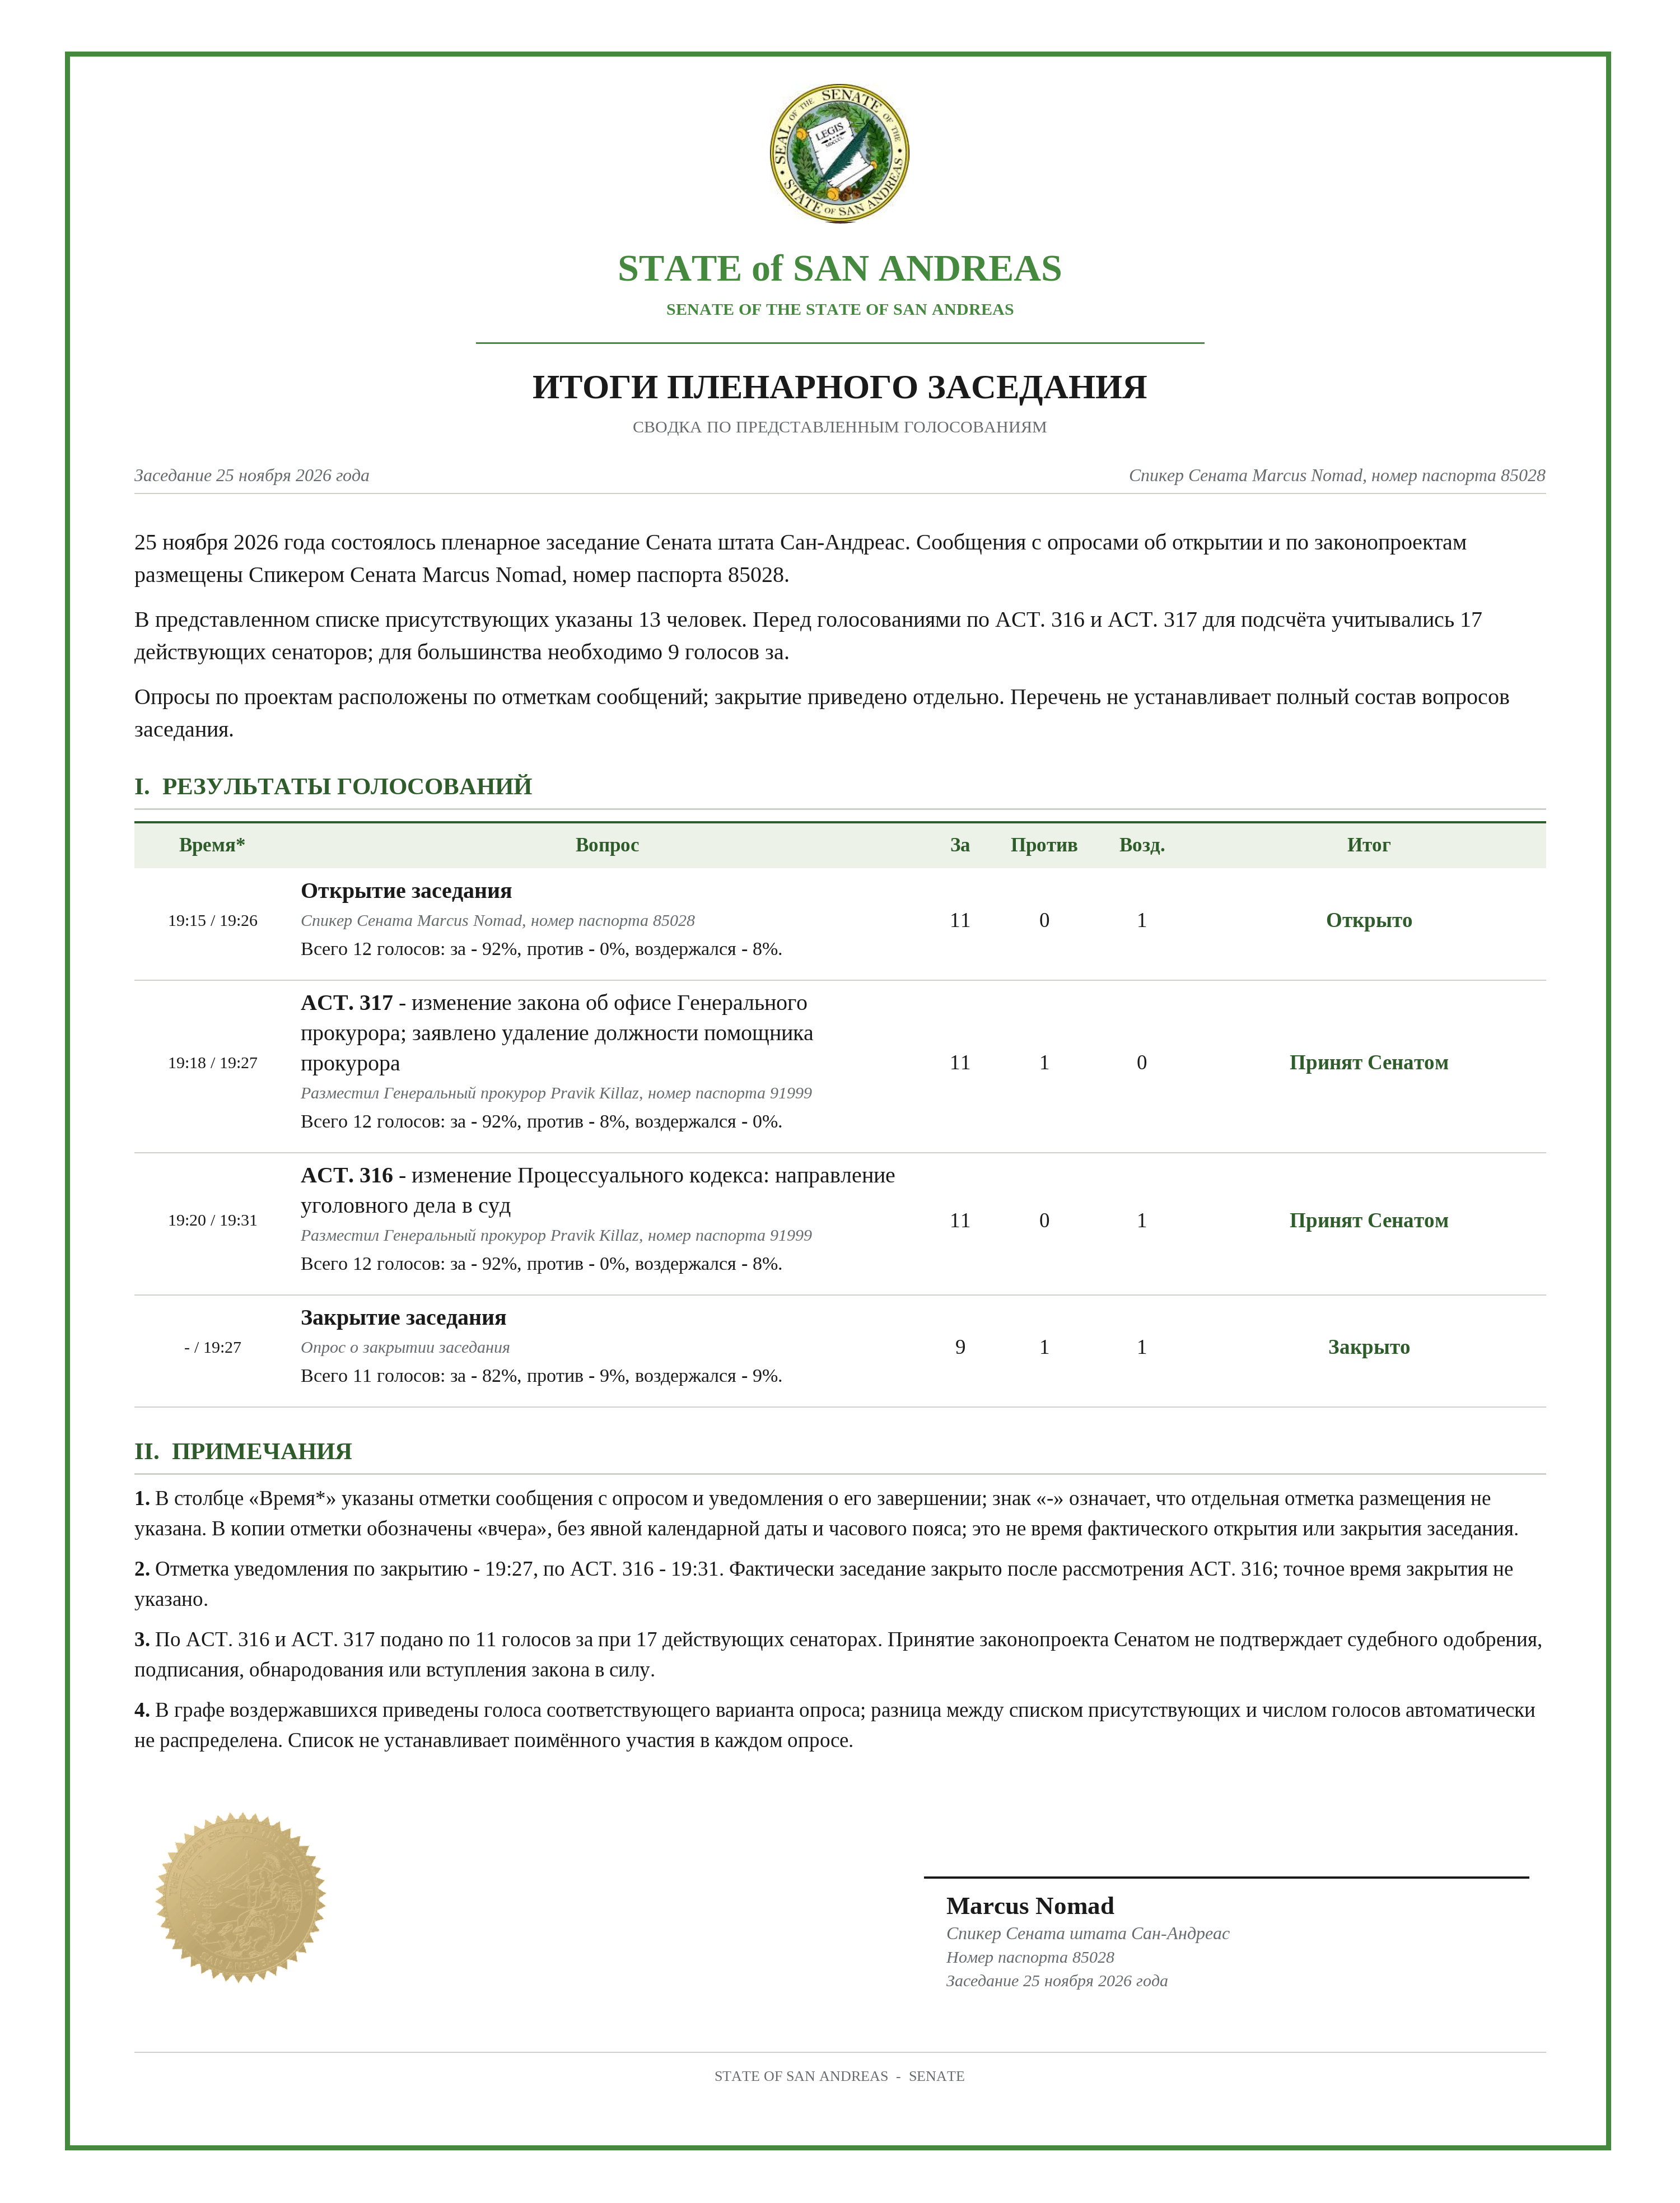 SEAL OF THE SENATE OF THE
STATE OF SAN ANDREAS
LEGIS
STATE of SAN ANDREAS
SENATE OF THE STATE OF SAN ANDREAS
ИТОГИ ПЛЕНАРНОГО ЗАСЕДАНИЯ
СВОДКА ПО ПРЕДСТАВЛЕННЫМ ГОЛОСОВАНИЯМ
Заседание 25 ноября 2026 года
Спикер Сената Marcus Nomad, номер паспорта 85028
25 ноября 2026 года состоялось пленарное заседание Сената штата Сан-Андреас. Сообщения с опросами об открытии и по законопроектам
размещены Спикером Сената Marcus Nomad, номер паспорта 85028.
В представленном списке присутствующих указаны 13 человек. Перед голосованиями по ACT. 316 и ACT. 317 для подсчёта учитывались 17
действующих сенаторов; для большинства необходимо 9 голосов за.
Опросы по проектам расположены по отметкам сообщений; закрытие приведено отдельно. Перечень не устанавливает полный состав вопросов
заседания.
I. РЕЗУЛЬТАТЫ ГОЛОСОВАНИЙ
Время* Вопрос За Против Возд. Итог
Открытие заседания
Спикер Сената Marcus Nomad, номер паспорта 85028
19:15 / 19:26 11 0 1 Открыто
Всего 12 голосов: за - 92%, против - 0%, воздержался - 8%.
ACT. 317 - изменение закона об офисе Генерального
прокурора; заявлено удаление должности помощника
прокурора
19:18 / 19:27 11 1 0 Принят Сенатом
Разместил Генеральный прокурор Pravik Killaz, номер паспорта 91999
Всего 12 голосов: за - 92%, против - 8%, воздержался - 0%.
ACT. 316 - изменение Процессуального кодекса: направление
уголовного дела в суд
19:20 / 19:31 11 0 1 Принят Сенатом
Разместил Генеральный прокурор Pravik Killaz, номер паспорта 91999
Всего 12 голосов: за - 92%, против - 0%, воздержался - 8%.
Закрытие заседания
Опрос о закрытии заседания
- / 19:27 9 1 1 Закрыто
Всего 11 голосов: за - 82%, против - 9%, воздержался - 9%.
II. ПРИМЕЧАНИЯ
1. В столбце «Время*» указаны отметки сообщения с опросом и уведомления о его завершении; знак «-» означает, что отдельная отметка размещения не
указана. В копии отметки обозначены «вчера», без явной календарной даты и часового пояса; это не время фактического открытия или закрытия заседания.
2. Отметка уведомления по закрытию - 19:27, по ACT. 316 - 19:31. Фактически заседание закрыто после рассмотрения ACT. 316; точное время закрытия не
указано.
3. По ACT. 316 и ACT. 317 подано по 11 голосов за при 17 действующих сенаторах. Принятие законопроекта Сенатом не подтверждает судебного одобрения,
подписания, обнародования или вступления закона в силу.
4. В графе воздержавшихся приведены голоса соответствующего варианта опроса; разница между списком присутствующих и числом голосов автоматически
не распределена. Список не устанавливает поимённого участия в каждом опросе.
Marcus Nomad
Спикер Сената штата Сан-Андреас
Номер паспорта 85028
Заседание 25 ноября 2026 года
STATE OF SAN ANDREAS - SENATE